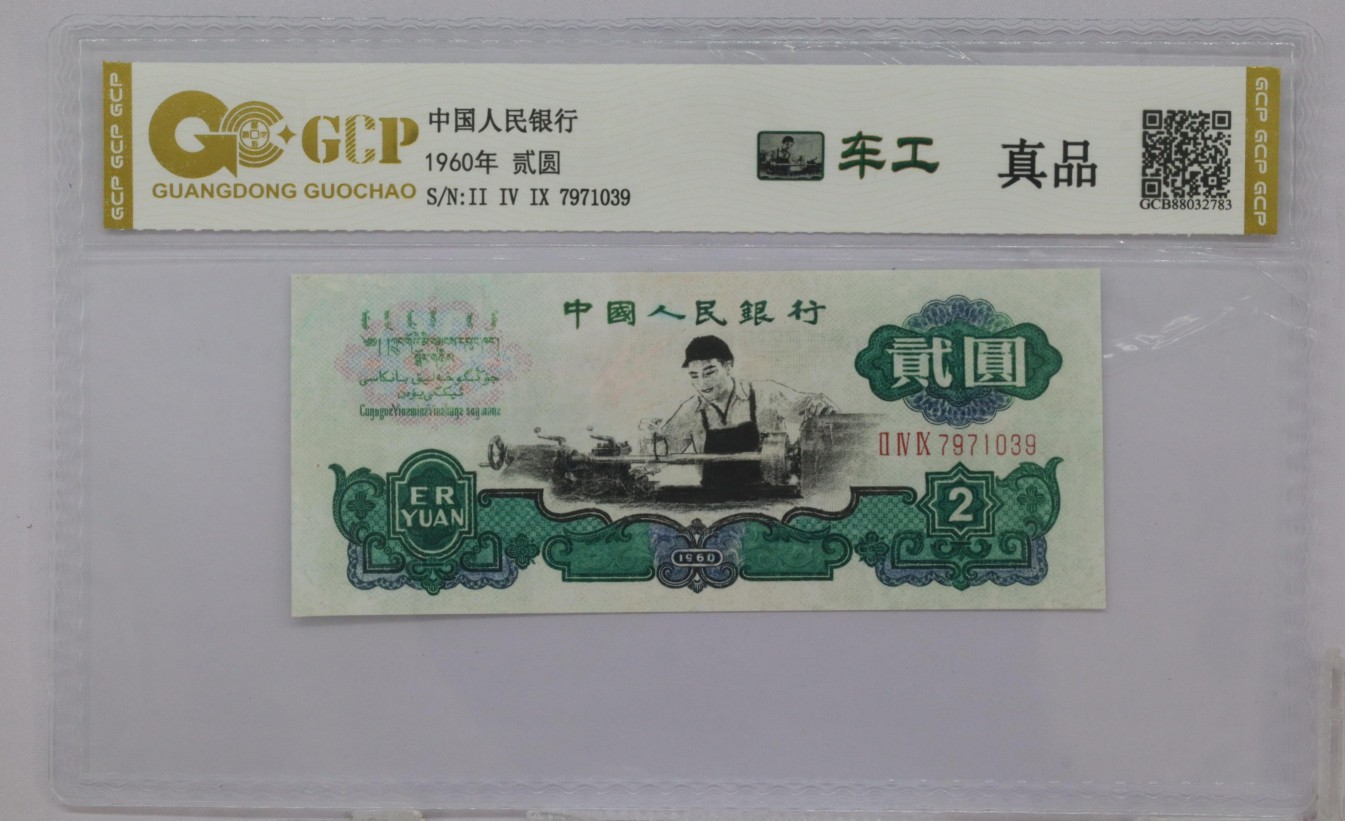 GCP GCP GCP
GCP
GUANGDONG GUOCHAO
中国人民银行
1960年 贰圆
S/N:II IV IX 7971039
车工
真品
GCB88032783
GCP GCP GCP
中國人民銀行
貳圓
II IV IX 7971039
ER
YUAN
2
1960